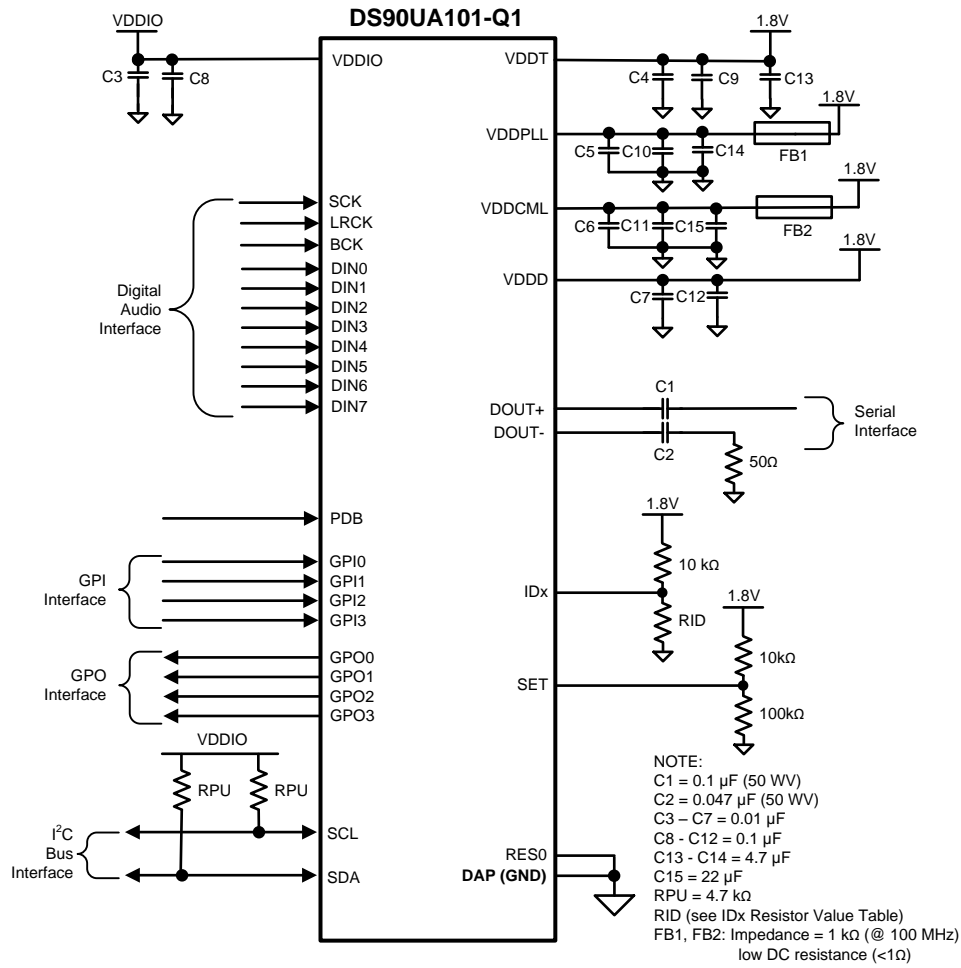 DS90UA101-Q1
VDDIO
C3
C8
VDDIO
VDDT
1.8V
C4
C9
C13
VDDPLL
1.8V
C5
C10
C14
FB1
VDDCML
1.8V
C6
C11
C15
FB2
VDDD
1.8V
C7
C12
Digital
Audio
Interface
SCK
LRCK
BCK
DIN0
DIN1
DIN2
DIN3
DIN4
DIN5
DIN6
DIN7
DOUT+
DOUT-
C1
C2
50Ω
Serial
Interface
PDB
GPI
Interface
GPI0
GPI1
GPI2
GPI3
GPO
Interface
GPO0
GPO1
GPO2
GPO3
1.8V
10 kΩ
IDx
RID
1.8V
10kΩ
SET
100kΩ
VDDIO
RPU
RPU
I²C
Bus
Interface
SCL
SDA
RES0
DAP (GND)
NOTE:
C1 = 0.1 µF (50 WV)
C2 = 0.047 µF (50 WV)
C3 – C7 = 0.01 µF
C8 - C12 = 0.1 µF
C13 - C14 = 4.7 µF
C15 = 22 µF
RPU = 4.7 kΩ
RID (see IDx Resistor Value Table)
FB1, FB2: Impedance = 1 kΩ (@ 100 MHz)
low DC resistance (<1Ω)